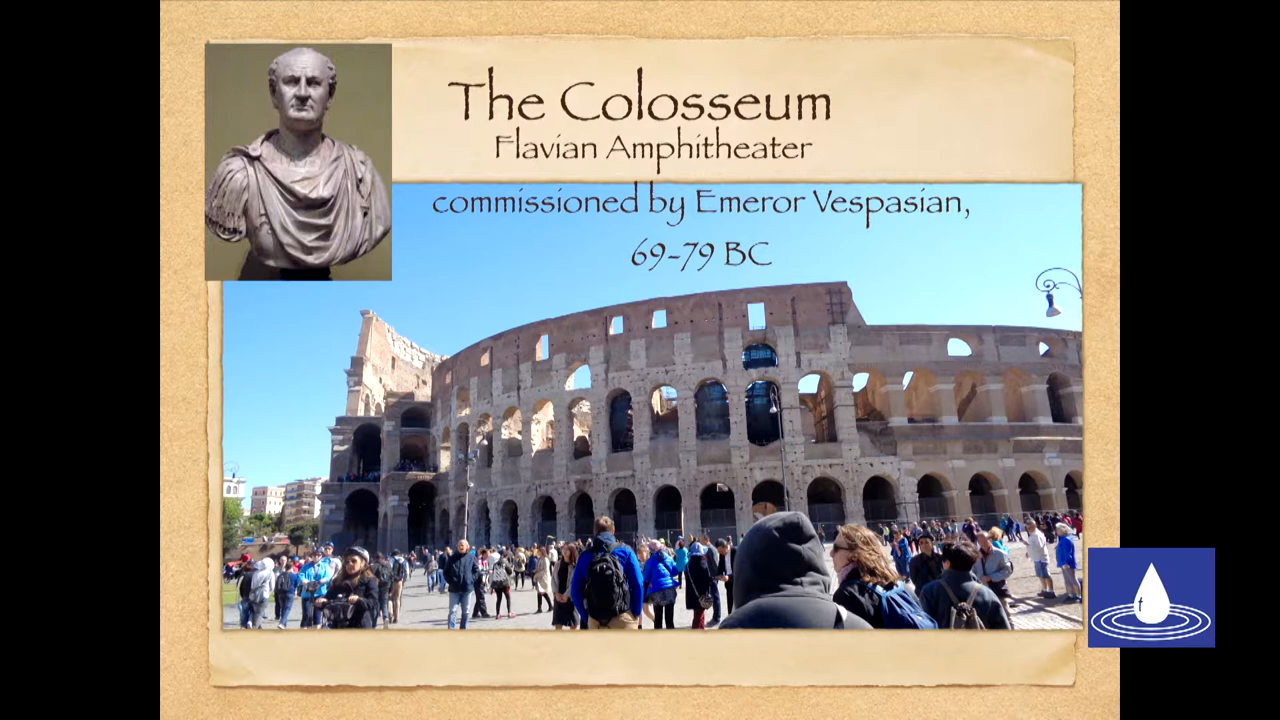 The Colosseum
Flavian Amphitheater
commissioned by Emeror Vespasian,
69-79 BC
t